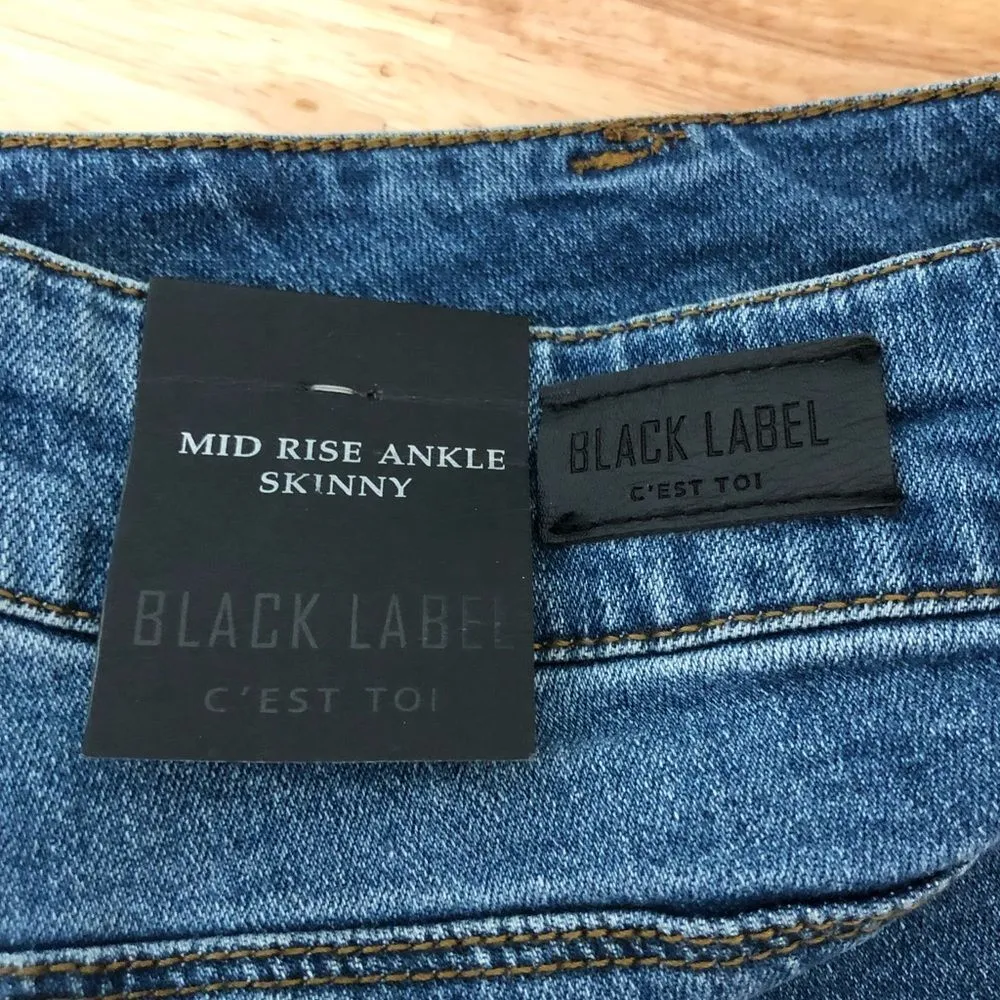 MID RISE ANKLE
SKINNY
BLACK LABEL
C'EST TOI
BLACK LABEL
C'EST TOI